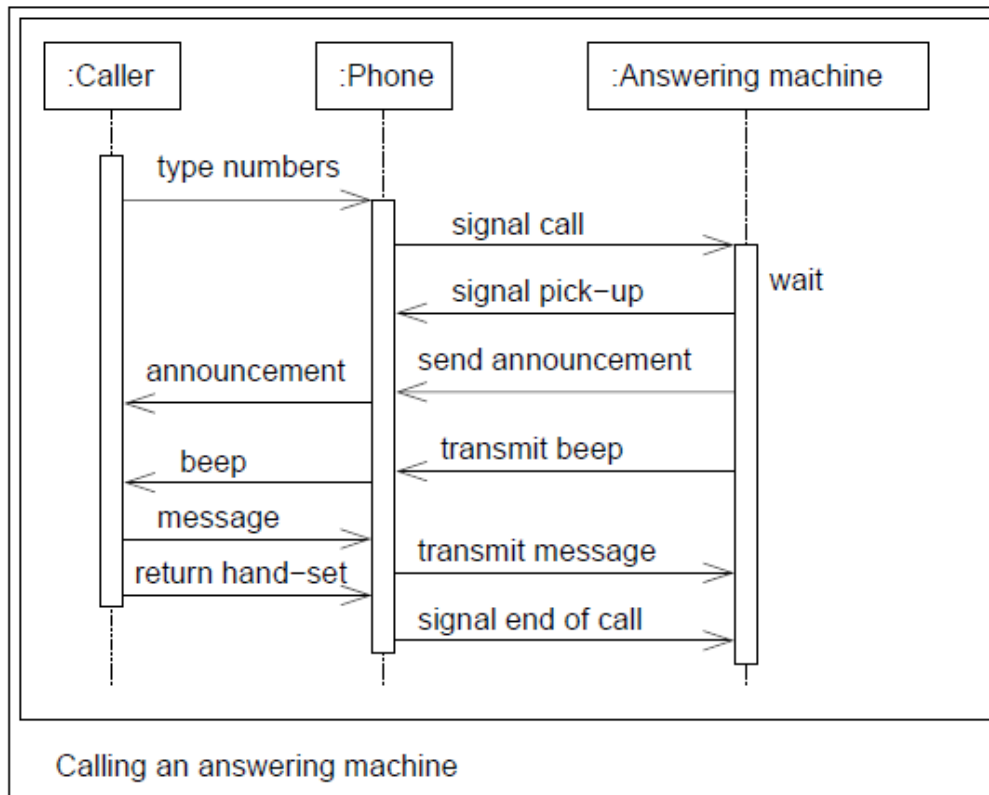 :Caller
:Phone
:Answering machine
type numbers
signal call
wait
signal pick−up
send announcement
announcement
transmit beep
beep
message
transmit message
return hand−set
signal end of call
Calling an answering machine